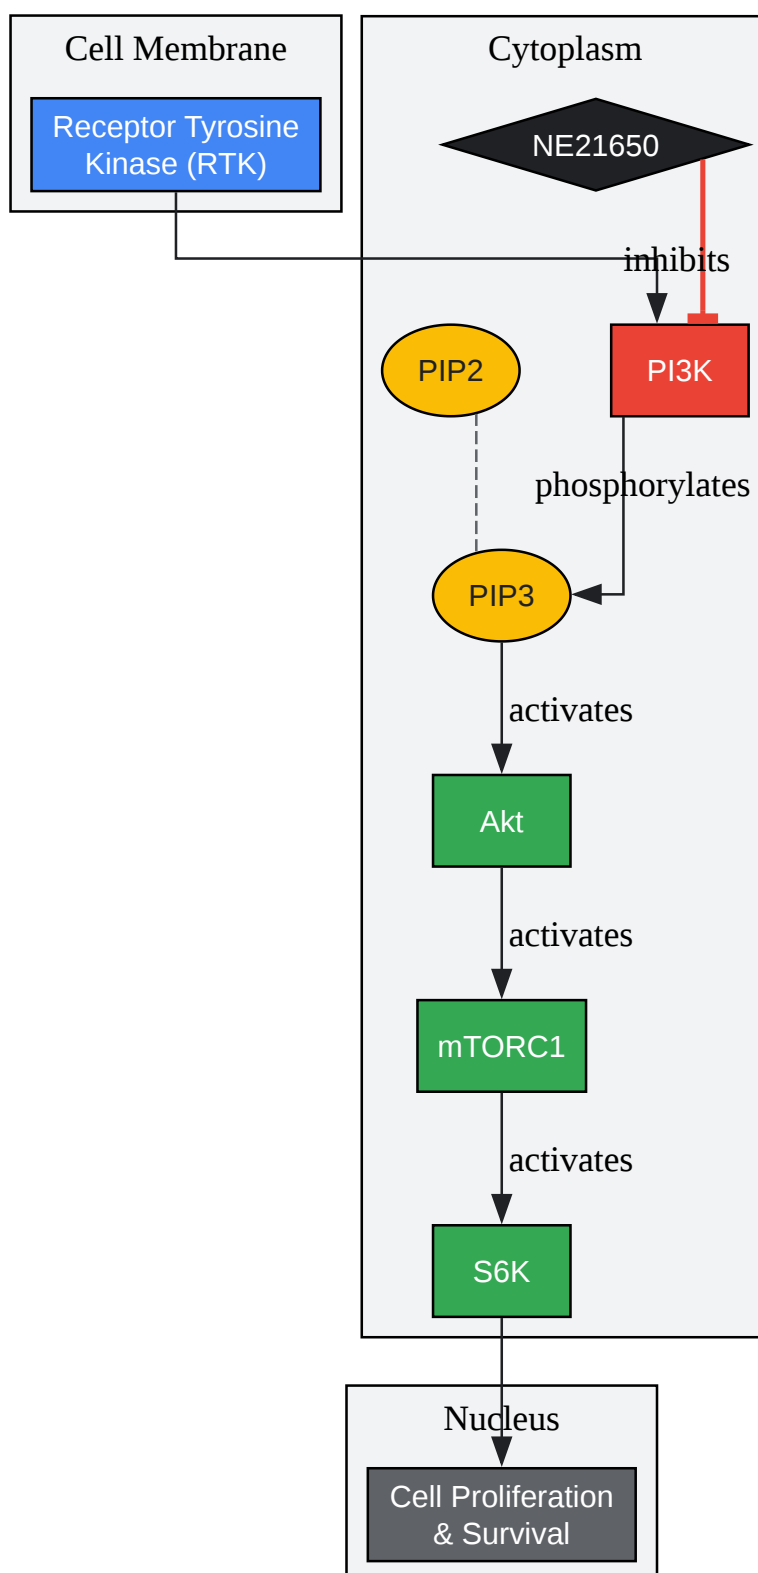 Cell Membrane
Cytoplasm
Receptor Tyrosine
Kinase (RTK)
NE21650
inhibits
PIP2
PI3K
phosphorylates
PIP3
activates
Akt
activates
mTORC1
activates
S6K
Nucleus
Cell Proliferation
& Survival